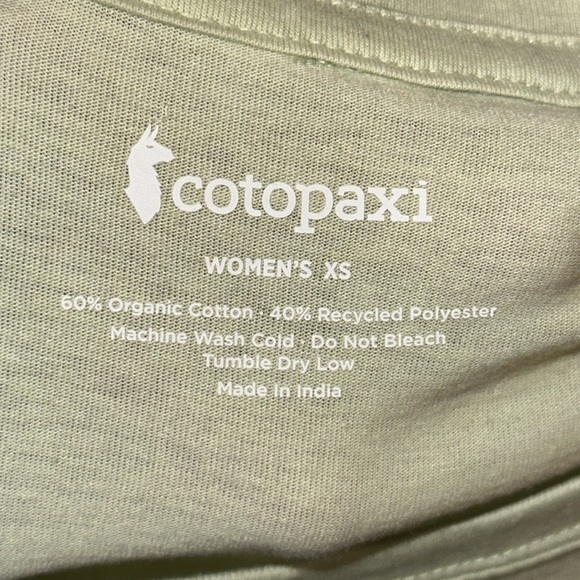 cotopaxi
WOMEN'S XS
60% Organic Cotton · 40% Recycled Polyester
Machine Wash Cold · Do Not Bleach
Tumble Dry Low
Made In India